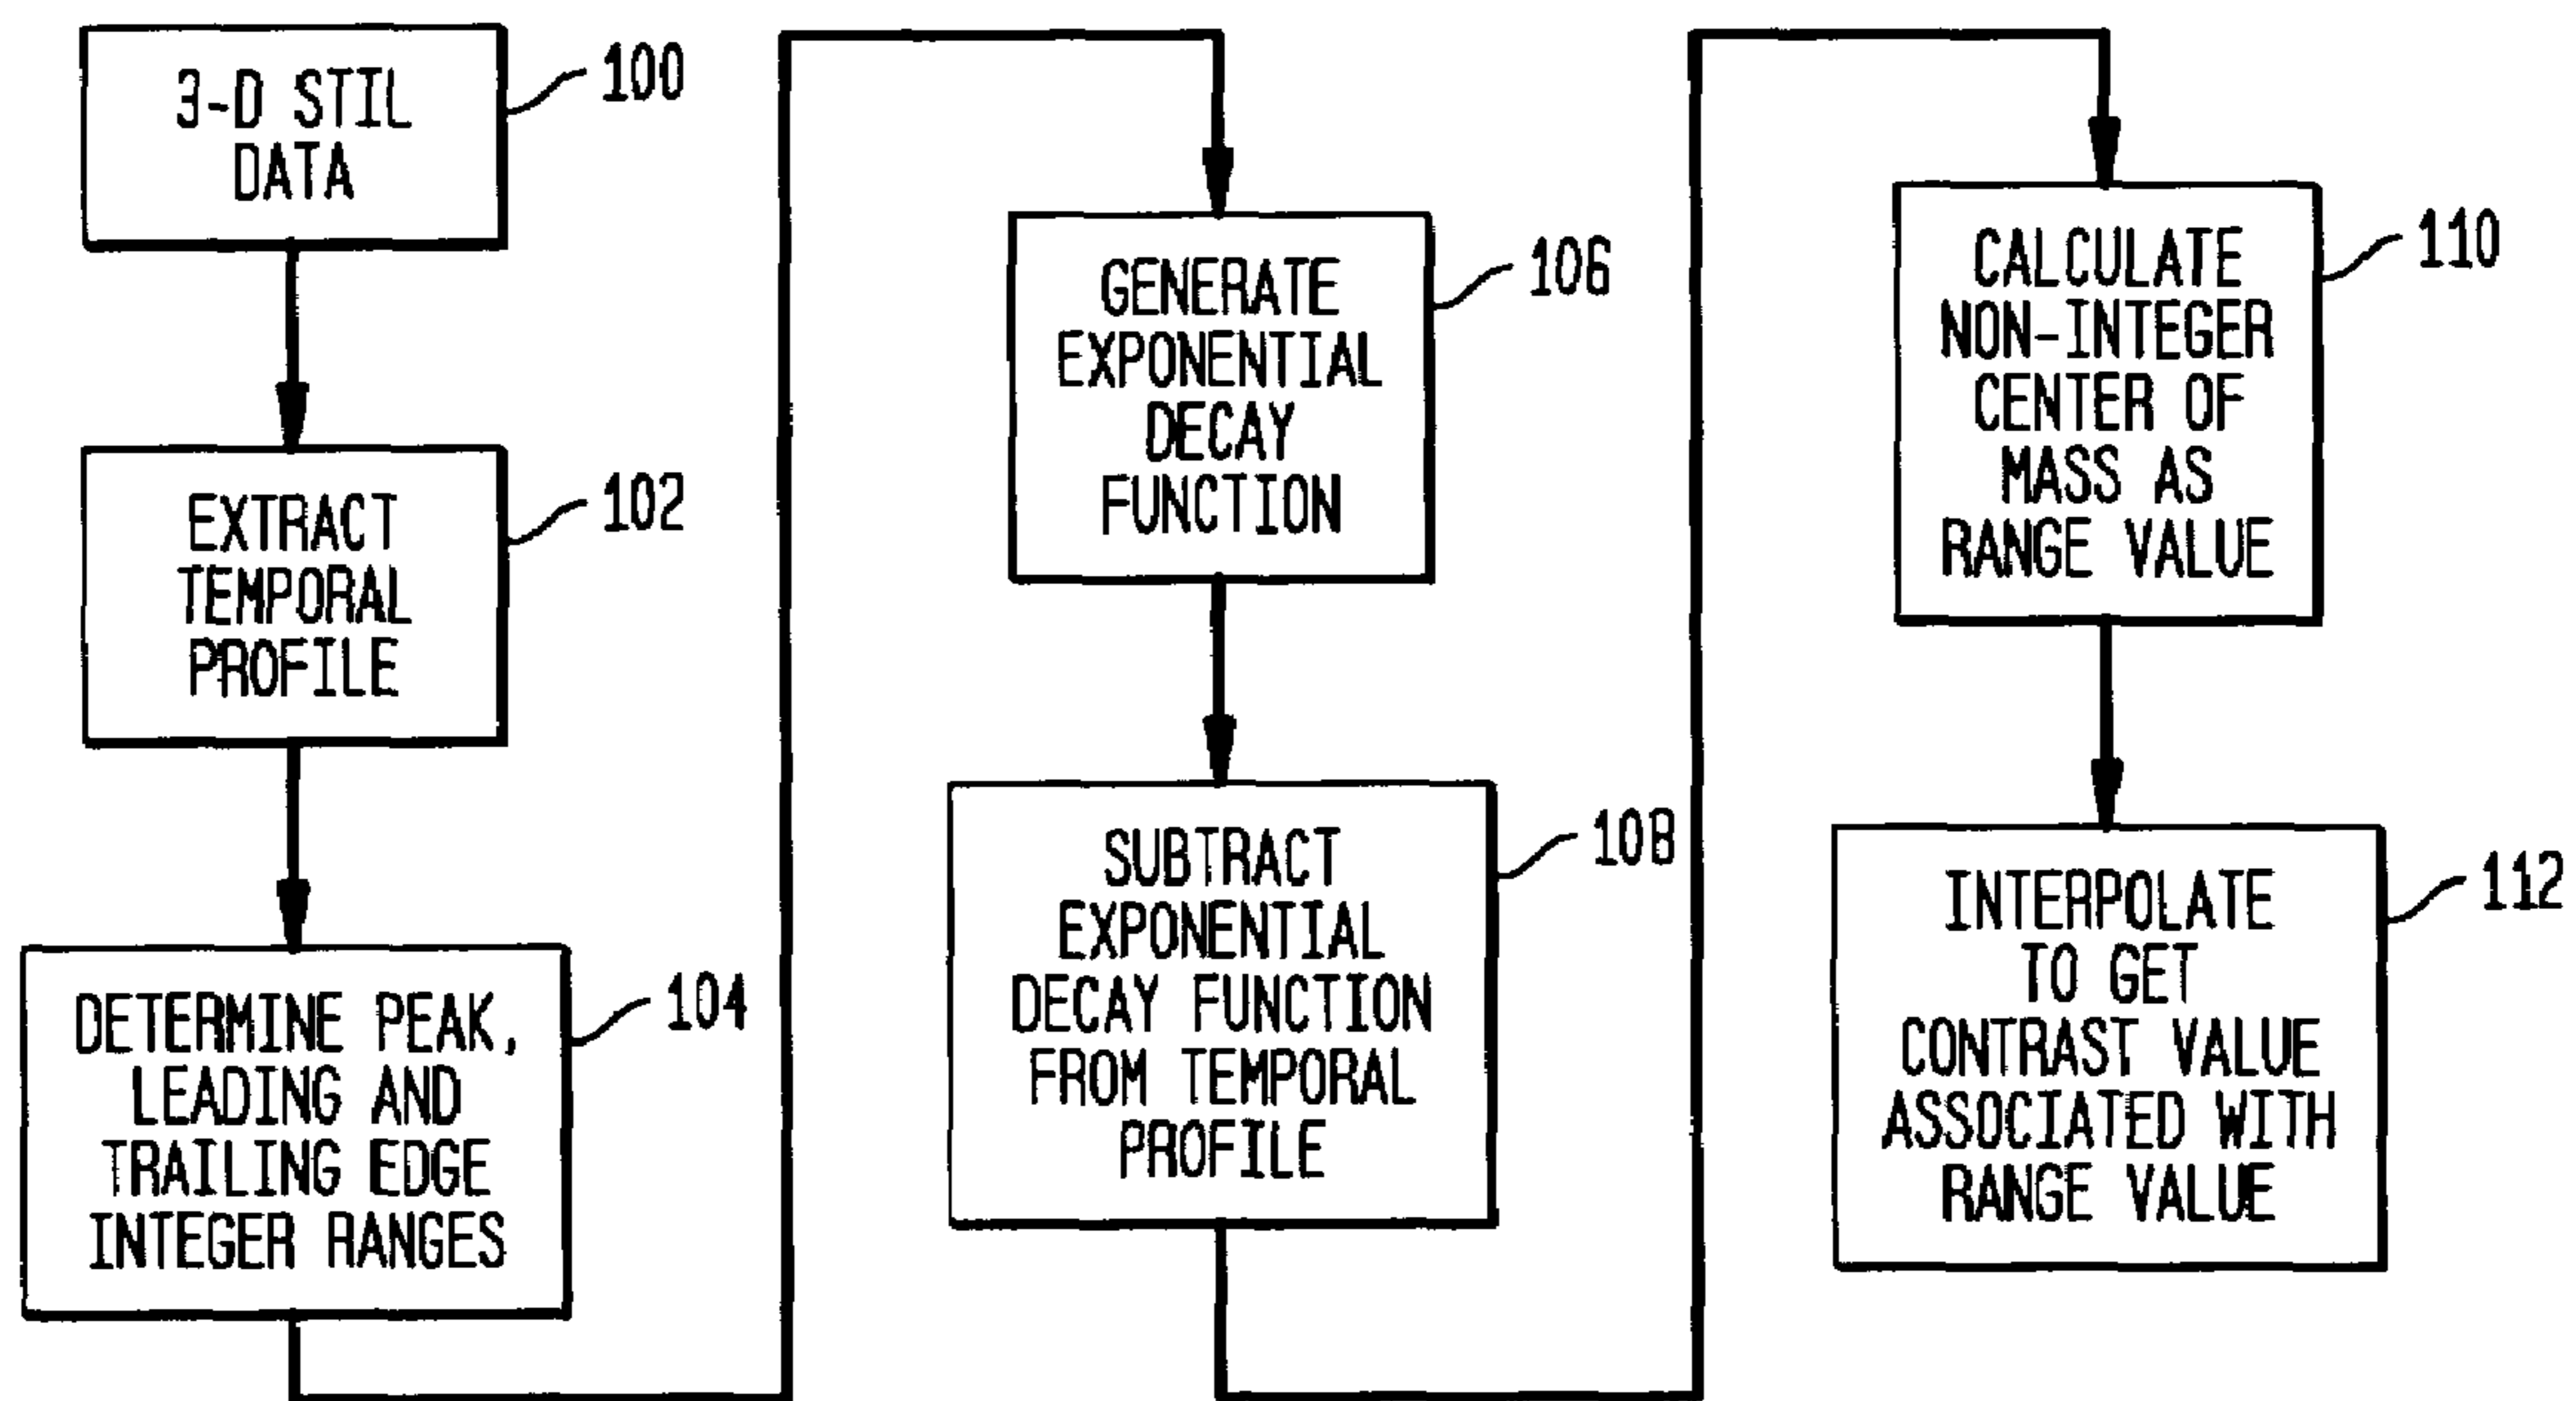 3-D STIL
DATA
100
EXTRACT
TEMPORAL
PROFILE
102
DETERMINE PEAK,
LEADING AND
TRAILING EDGE
INTEGER RANGES
104
GENERATE
EXPONENTIAL
DECAY
FUNCTION
106
SUBTRACT
EXPONENTIAL
DECAY FUNCTION
FROM TEMPORAL
PROFILE
108
CALCULATE
NON-INTEGER
CENTER OF
MASS AS
RANGE VALUE
110
INTERPOLATE
TO GET
CONTRAST VALUE
ASSOCIATED WITH
RANGE VALUE
112